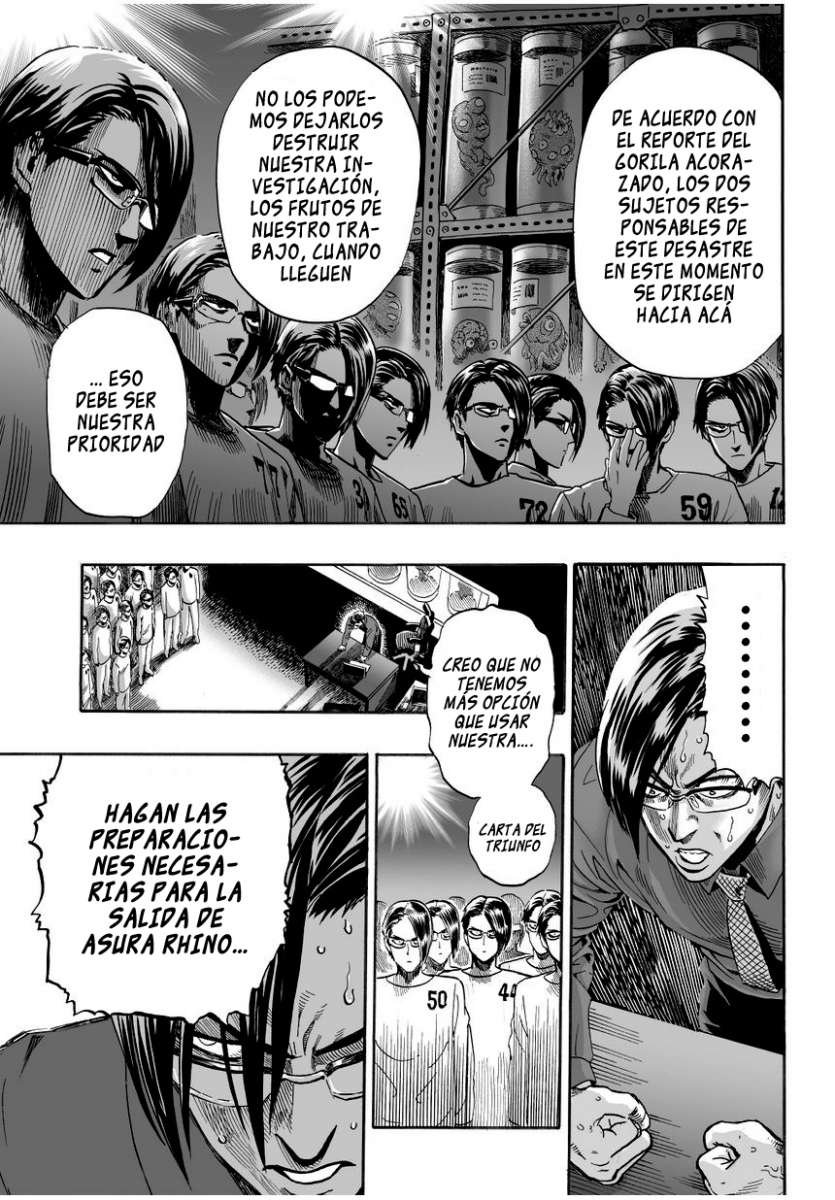 DE ACUERDO CON
EL REPORTE DEL
GORILA ACORA-
ZADO, LOS DOS
SUJETOS RES-
PONSABLES DE
ESTE DESASTRE
EN ESTE MOMENTO
SE DIRIGEN
HACIA ACÁ
NO LOS PODE-
MOS DEJARLOS
DESTRUIR
NUESTRA IN-
VESTIGACIÓN,
LOS FRUTOS DE
NUESTRO TRA-
BAJO, CUANDO
LLEGUEN
... ESO
DEBE SER
NUESTRA
PRIORIDAD
777
34
66
72
59
12
........
CREO QUE NO
TENEMOS
MÁS OPCIÓN
QUE USAR
NUESTRA....
CARTA DEL
TRIUNFO
50
44
HAGAN LAS
PREPARACIO-
NES NECESA-
RIAS PARA LA
SALIDA DE
ASURA RHINO...